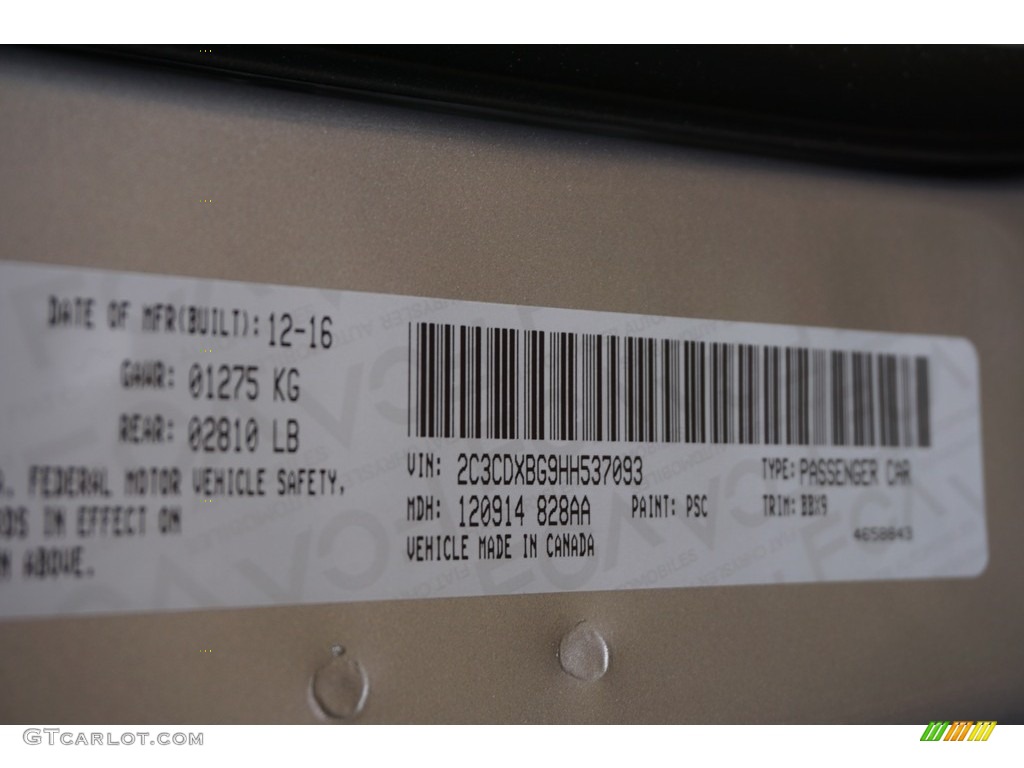 DATE OF MFR(BUILT): 12-16
GAWR: 01275 KG
REAR: 02810 LB
. FEDERAL MOTOR VEHICLE SAFETY,
DS IN EFFECT ON
N ABOVE.
VIN: 2C3CDXBG9HH537093
TYPE: PASSENGER CAR
MDH: 120914 828AA
PAINT: PSC
TRIM: BBX9
VEHICLE MADE IN CANADA
4658843
GTCARLOT.COM